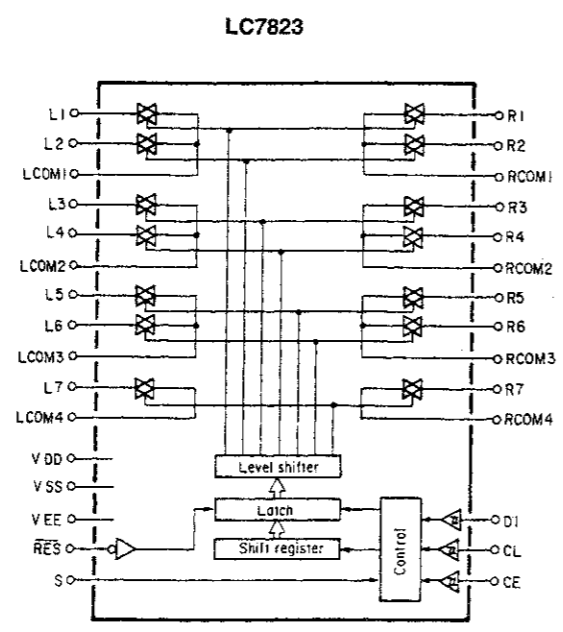 LC7823
L1
R1
L2
R2
LCOM1
RCOM1
L3
R3
L4
R4
LCOM2
RCOM2
L5
R5
L6
R6
LCOM3
RCOM3
L7
R7
LCOM4
RCOM4
VDD
Level shifter
VSS
Latch
VEE
DI
RES
Shift register
Control
CL
S
CE